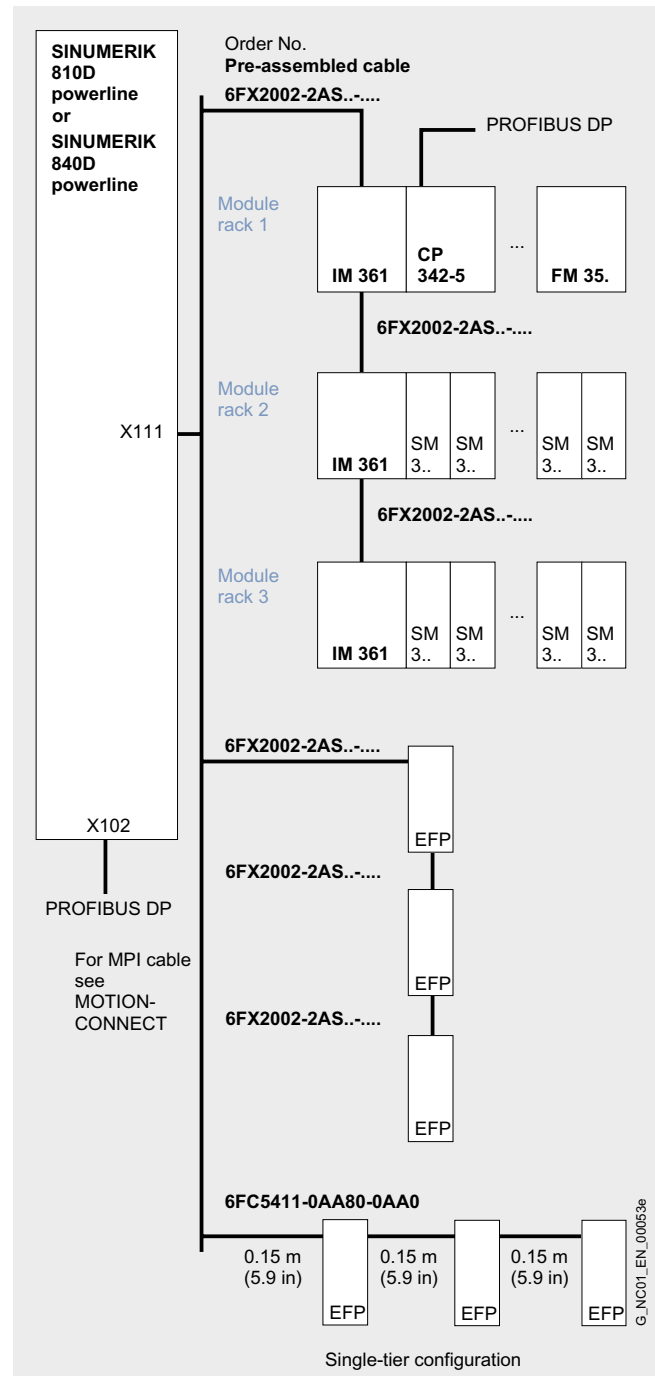 SINUMERIK
810D
powerline
or
SINUMERIK
840D
powerline
Order No.
Pre-assembled cable
6FX2002-2AS..-....
PROFIBUS DP
Module
rack 1
IM 361
CP
342-5
...
FM 35.
6FX2002-2AS..-....
Module
rack 2
X111
IM 361
SM
3..
SM
3..
...
SM
3..
SM
3..
6FX2002-2AS..-....
Module
rack 3
IM 361
SM
3..
SM
3..
...
SM
3..
SM
3..
6FX2002-2AS..-....
EFP
X102
6FX2002-2AS..-....
PROFIBUS DP
EFP
For MPI cable
see
MOTION-
CONNECT
6FX2002-2AS..-....
EFP
6FC5411-0AA80-0AA0
0.15 m
(5.9 in)
EFP
0.15 m
(5.9 in)
EFP
0.15 m
(5.9 in)
EFP
Single-tier configuration
G_NC01_EN_00053e